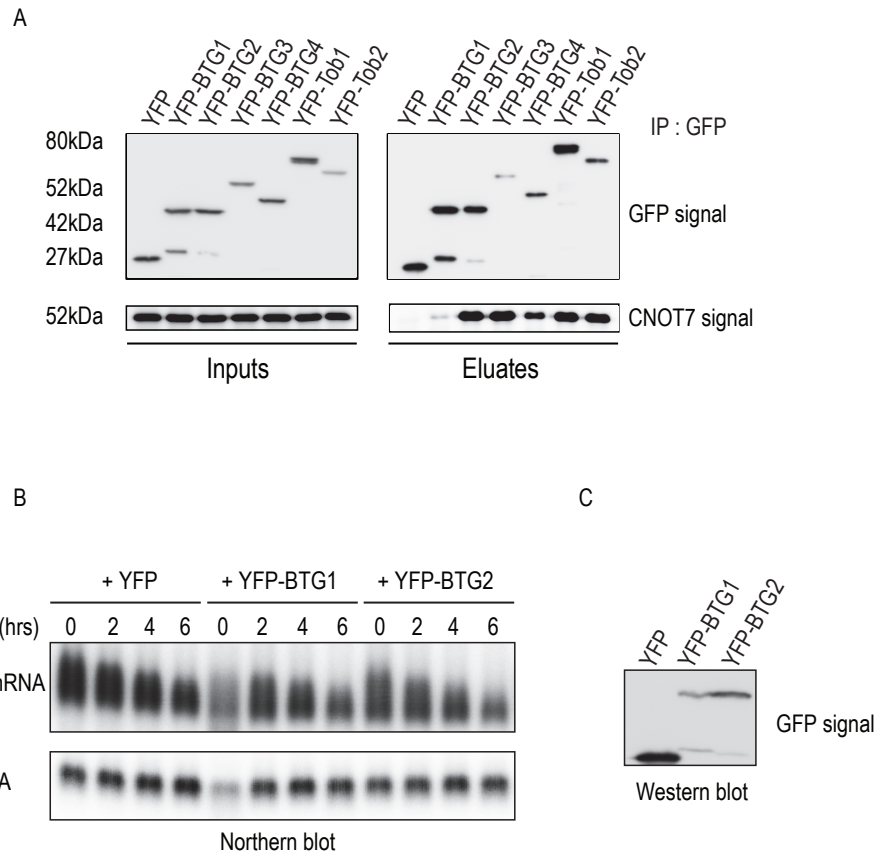 A
YFP YFP-BTG1 YFP-BTG2 YFP-BTG3 YFP-BTG4 YFP-Tob1 YFP-Tob2
YFP YFP-BTG1 YFP-BTG2 YFP-BTG3 YFP-BTG4 YFP-Tob1 YFP-Tob2
IP : GFP
80kDa
52kDa
42kDa
27kDa
GFP signal
52kDa
CNOT7 signal
Inputs Eluates
B
+ YFP + YFP-BTG1 + YFP-BTG2
(hrs) 0 2 4 6 0 2 4 6 0 2 4 6
RNA
A
Northern blot
C
YFP YFP-BTG1 YFP-BTG2
GFP signal
Western blot